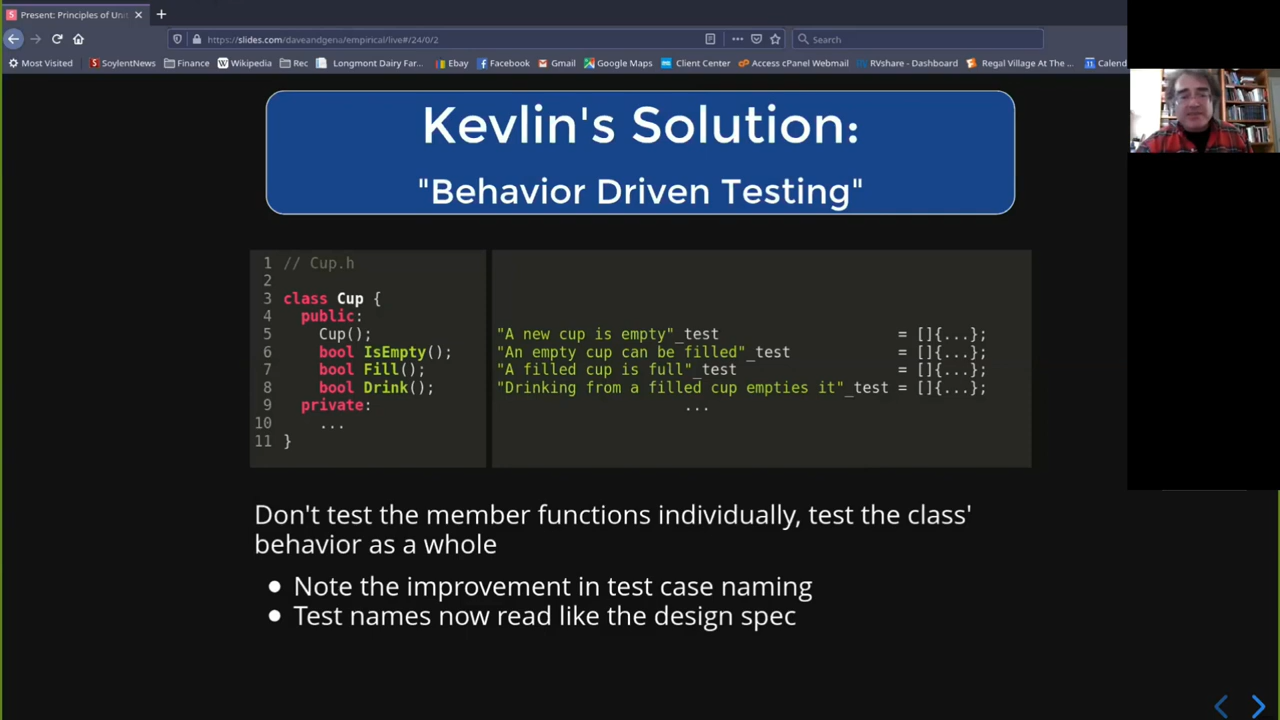 Present: Principles of Unit
https://slides.com/daveandgena/empirical/live#/24/0/2
Search
Most Visited
SoylentNews
Finance
Wikipedia
Rec
Longmont Dairy Far...
Ebay
Facebook
Gmail
Google Maps
Client Center
Access cPanel Webmail
RVshare - Dashboard
Regal Village At The ...
Calend
Kevlin's Solution:
"Behavior Driven Testing"
1 // Cup.h
2
3 class Cup {
4 public:
5 Cup();
6 bool IsEmpty();
7 bool Fill();
8 bool Drink();
9 private:
10 ...
11 }
"A new cup is empty"_test = []{...};
"An empty cup can be filled"_test = []{...};
"A filled cup is full"_test = []{...};
"Drinking from a filled cup empties it"_test = []{...};
...
Don't test the member functions individually, test the class'
behavior as a whole
● Note the improvement in test case naming
● Test names now read like the design spec